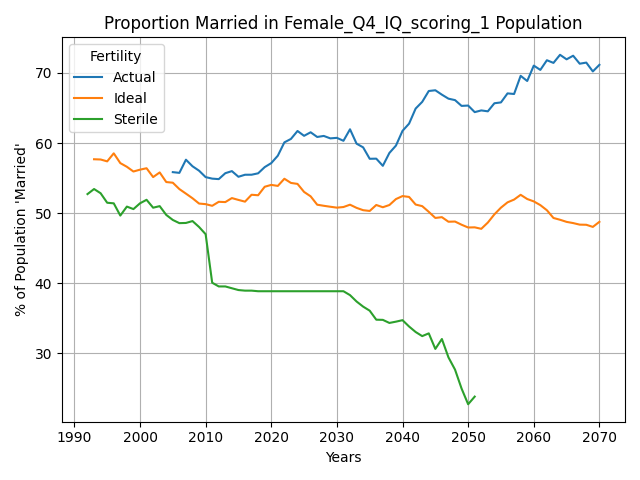 Proportion Married in Female_Q4_IQ_scoring_1 Population
Fertility
Actual
Ideal
Sterile
% of Population 'Married'
70
60
50
40
30
1990 2000 2010 2020 2030 2040 2050 2060 2070
Years